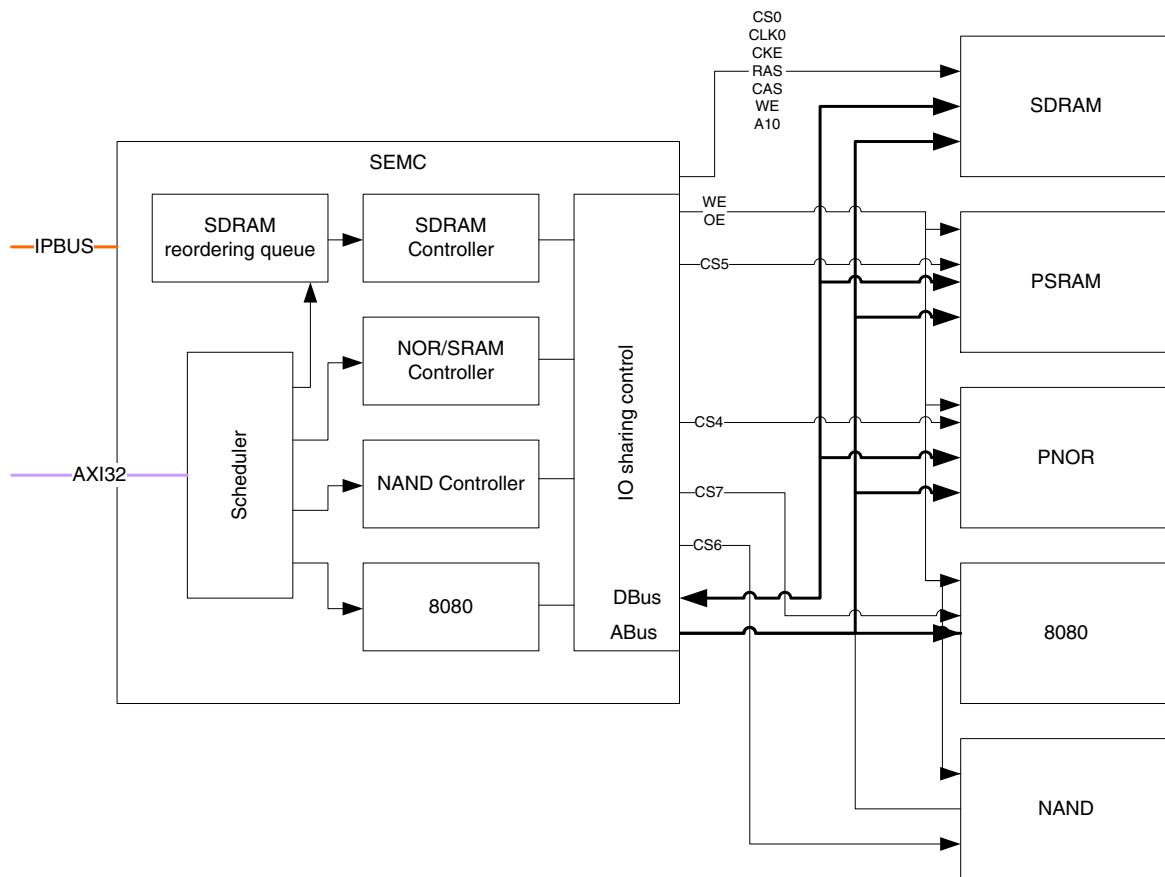 CS0
CLK0
CKE
RAS
CAS
WE
A10
SDRAM
SEMC
SDRAM
reordering queue
SDRAM
Controller
WE
OE
IPBUS
CS5
PSRAM
NOR/SRAM
Controller
CS4
PNOR
AXI32
Scheduler
NAND Controller
IO sharing control
CS7
CS6
8080
DBus
ABus
8080
NAND